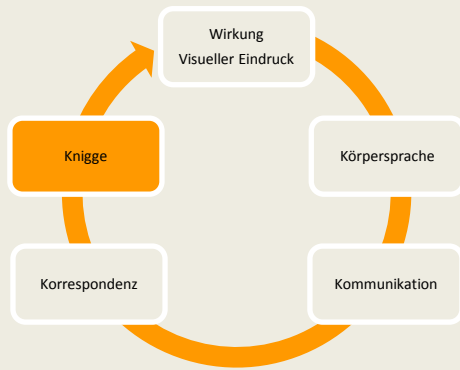 Wirkung
Visueller Eindruck
Körpersprache
Kommunikation
Korrespondenz
Knigge